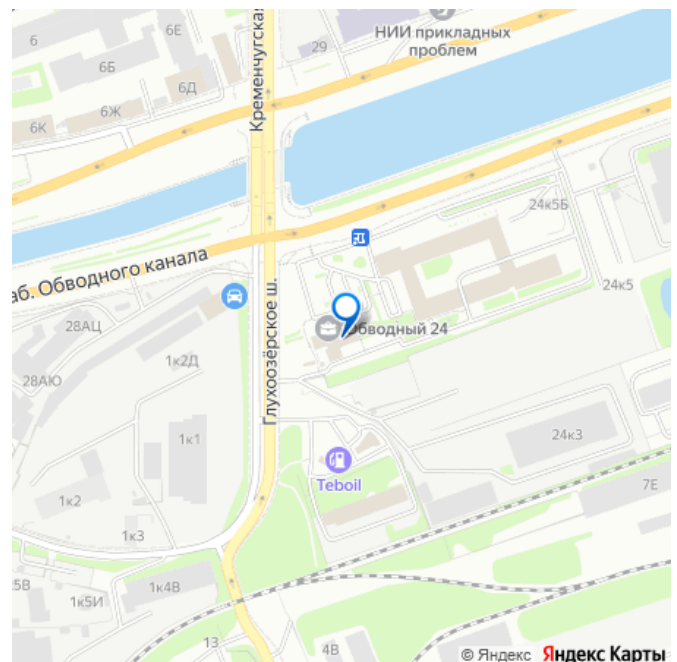 6
6Е
29
НИИ прикладных
проблем
6Б
6Д
6Ж
6К
Кременчугская
24к5Б
наб. Обводного канала
24к5
28АЦ
Обводный 24
1к2Д
28АЮ
Глухоозёрское ш.
1к1
24к3
Teboil
7Е
1к2
1к3
5В
1к4В
1к5И
13
4В
© Яндекс Яндекс Карты